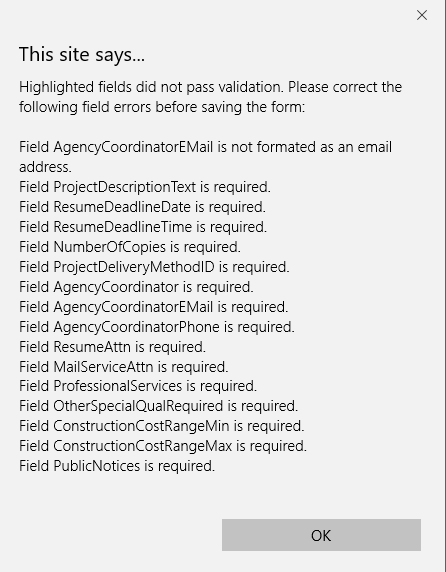 This site says...
Highlighted fields did not pass validation. Please correct the
following field errors before saving the form:
Field AgencyCoordinatorEMail is not formated as an email
address.
Field ProjectDescriptionText is required.
Field ResumeDeadlineDate is required.
Field ResumeDeadlineTime is required.
Field NumberOfCopies is required.
Field ProjectDeliveryMethodID is required.
Field AgencyCoordinator is required.
Field AgencyCoordinatorEMail is required.
Field AgencyCoordinatorPhone is required.
Field ResumeAttn is required.
Field MailServiceAttn is required.
Field ProfessionalServices is required.
Field OtherSpecialQualRequired is required.
Field ConstructionCostRangeMin is required.
Field ConstructionCostRangeMax is required.
Field PublicNotices is required.
OK